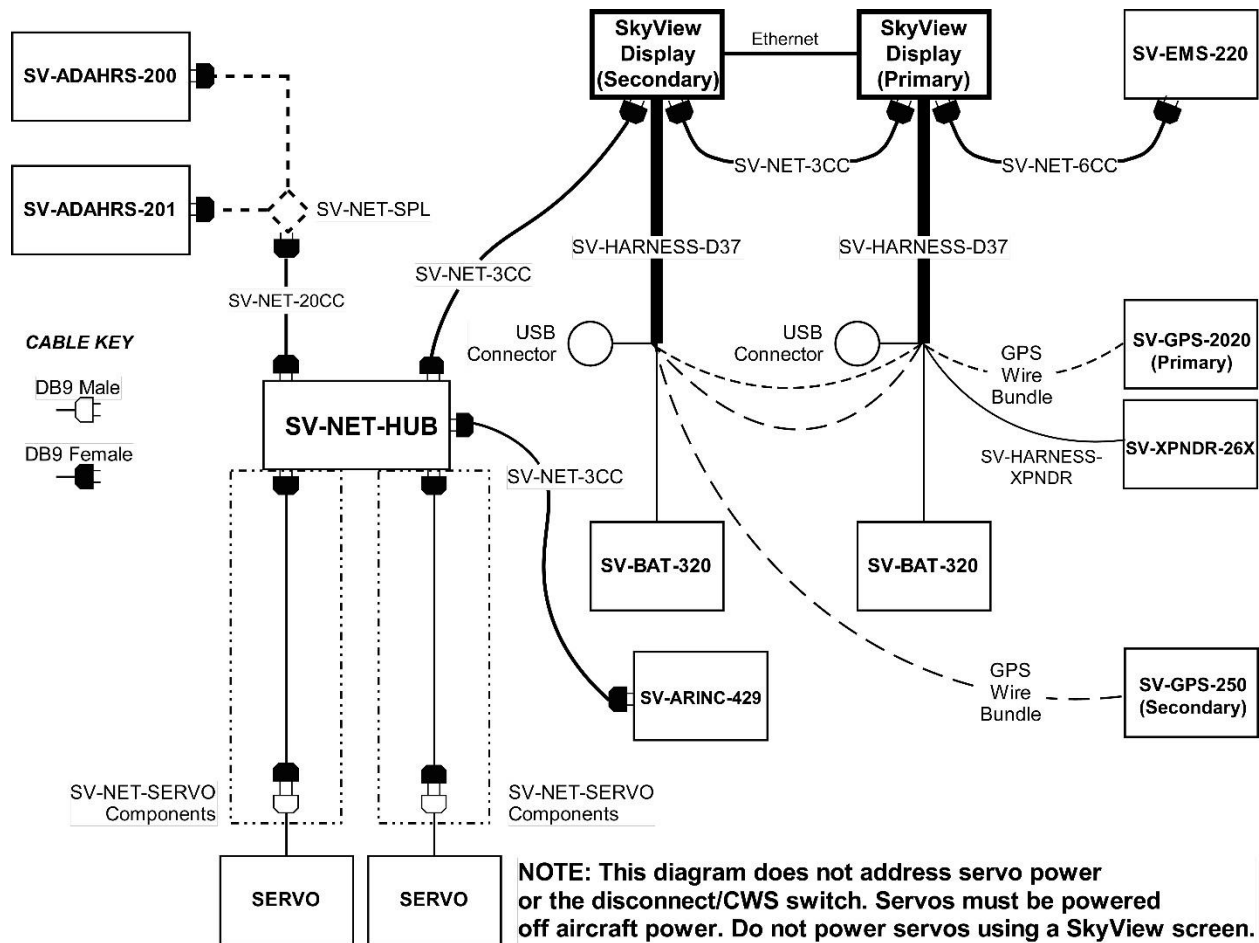 SV-ADAHRS-200
SV-ADAHRS-201
SV-NET-SPL
SV-NET-20CC
CABLE KEY
DB9 Male
DB9 Female
SV-NET-HUB
SV-NET-3CC
SkyView
Display
(Secondary)
Ethernet
SkyView
Display
(Primary)
SV-EMS-220
SV-NET-3CC
SV-NET-6CC
SV-HARNESS-D37
SV-HARNESS-D37
USB
Connector
USB
Connector
GPS
Wire
Bundle
SV-GPS-2020
(Primary)
SV-HARNESS-
XPNDR
SV-XPNDR-26X
SV-NET-3CC
SV-BAT-320
SV-BAT-320
SV-ARINC-429
GPS
Wire
Bundle
SV-GPS-250
(Secondary)
SV-NET-SERVO
Components
SV-NET-SERVO
Components
SERVO
SERVO
NOTE: This diagram does not address servo power
or the disconnect/CWS switch. Servos must be powered
off aircraft power. Do not power servos using a SkyView screen.